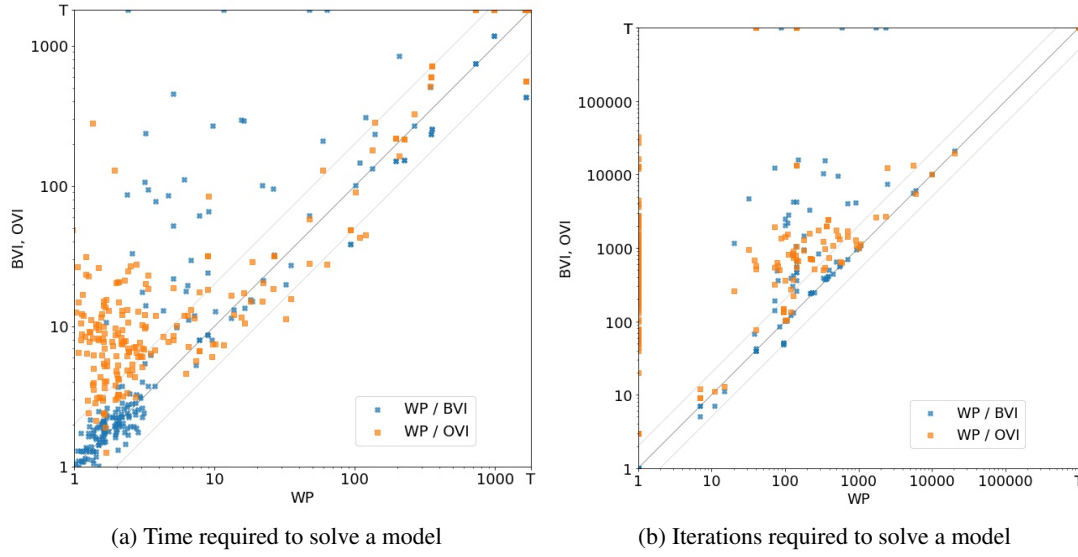 T
1000
100
10
1
BVI, OVI
1
10
100
1000
T
WP
WP / BVI
WP / OVI
(a) Time required to solve a model
T
100000
10000
1000
100
10
1
BVI, OVI
1
10
100
1000
10000
100000
T
WP
WP / BVI
WP / OVI
(b) Iterations required to solve a model